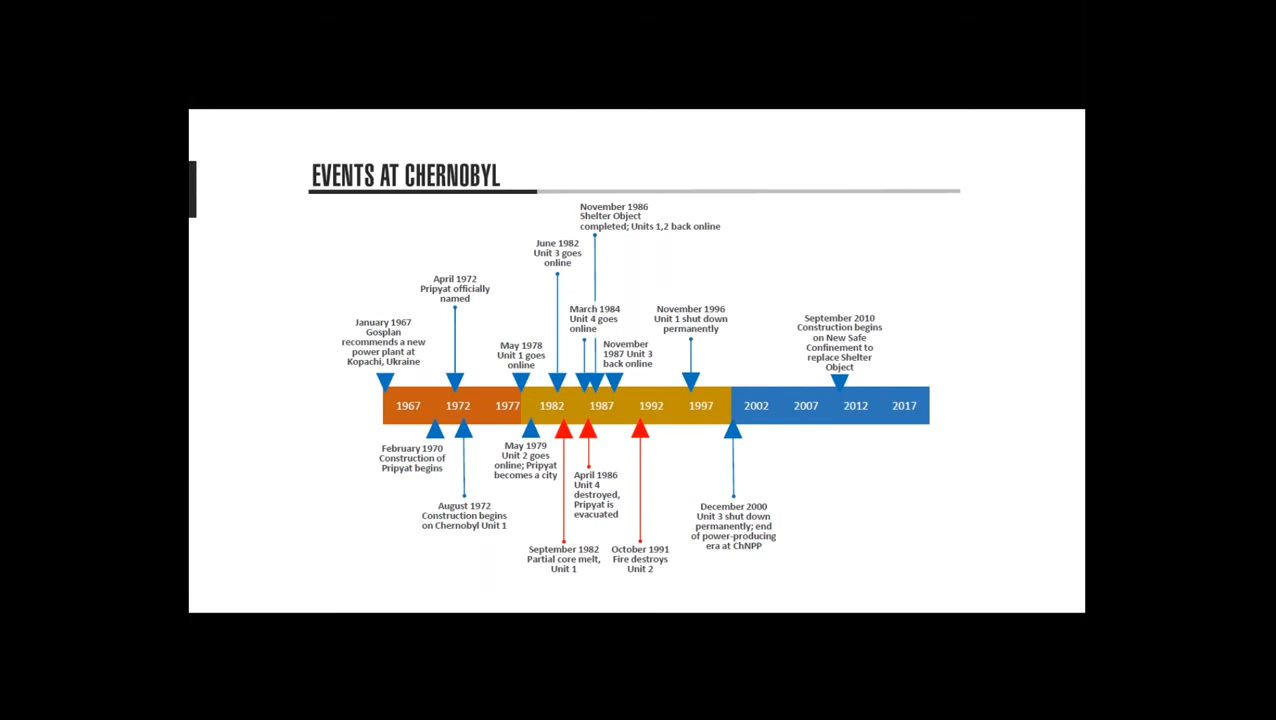 EVENTS AT CHERNOBYL
November 1986
Shelter Object
completed; Units 1,2 back online
June 1982
Unit 3 goes
online
April 1972
Pripyat officially
named
January 1967
Gosplan
recommends a new
power plant at
Kopachi, Ukraine
May 1978
Unit 1 goes
online
March 1984
Unit 4 goes
online
November
1987 Unit 3
back online
November 1996
Unit 1 shut down
permanently
September 2010
Construction begins
on New Safe
Confinement to
replace Shelter
Object
1967 1972 1977 1982 1987 1992 1997 2002 2007 2012 2017
February 1970
Construction of
Pripyat begins
August 1972
Construction begins
on Chernobyl Unit 1
May 1979
Unit 2 goes
online; Pripyat
becomes a city
September 1982
Partial core melt,
Unit 1
April 1986
Unit 4
destroyed,
Pripyat is
evacuated
October 1991
Fire destroys
Unit 2
December 2000
Unit 3 shut down
permanently; end
of power-producing
era at ChNPP